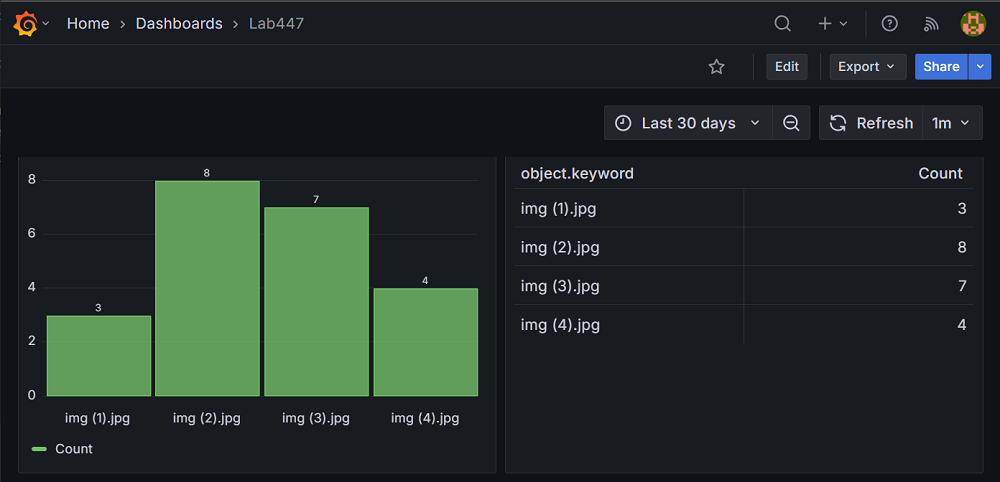 Home > Dashboards > Lab447
Edit Export Share
Last 30 days Refresh 1m
8
6
4
2
0
3
8
7
4
img (1).jpg img (2).jpg img (3).jpg img (4).jpg
Count
object.keyword Count
img (1).jpg 3
img (2).jpg 8
img (3).jpg 7
img (4).jpg 4